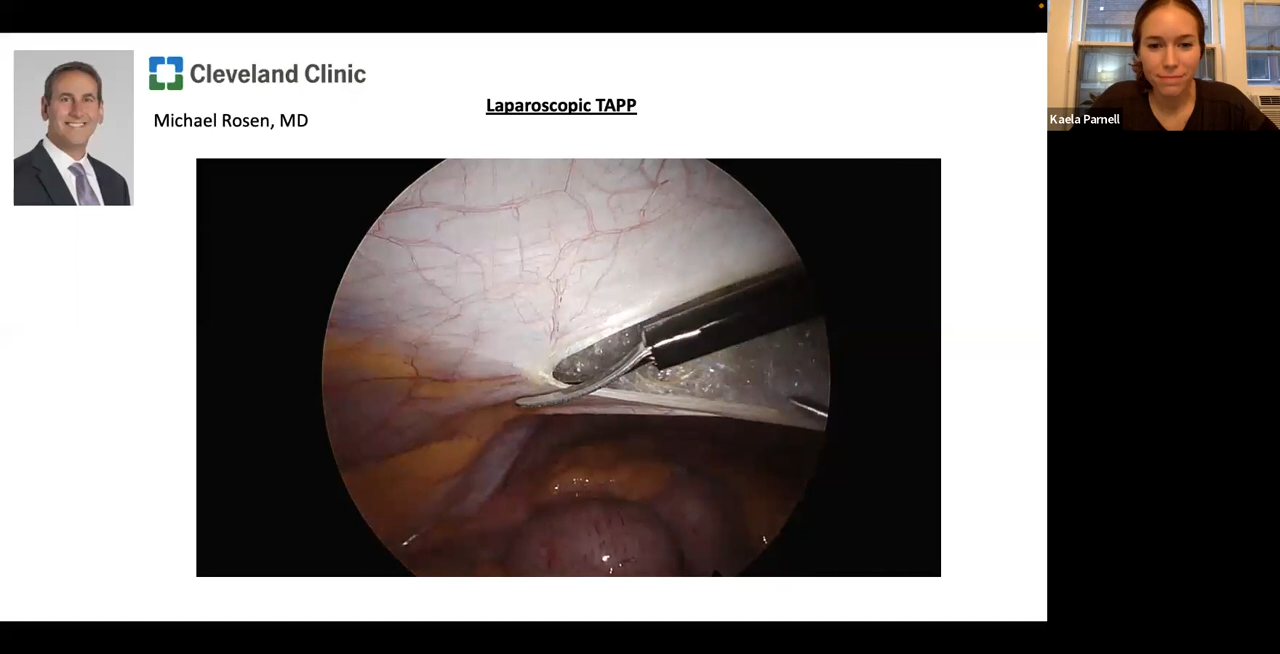 Cleveland Clinic
Laparoscopic TAPP
Michael Rosen, MD
Kaela Parnell